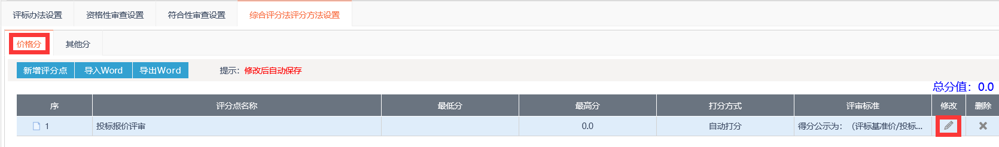 评标办法设置 资格性审查设置 符合性审查设置 综合评分法评分方法设置
价格分 其他分
新增评分点 导入Word 导出Word 提示：修改后自动保存
总分值：0.0
序 评分点名称 最低分 最高分 打分方式 评审标准 修改 删除
1 投标报价评审 0.0 自动打分 得分公示为：（评标基准价/投标...